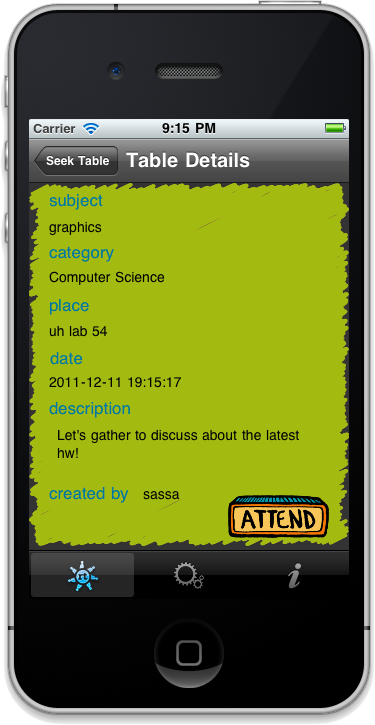 Carrier 9:15 PM
Seek Table Table Details
subject
graphics
category
Computer Science
place
uh lab 54
date
2011-12-11 19:15:17
description
Let's gather to discuss about the latest
hw!
created by sassa
ATTEND
i